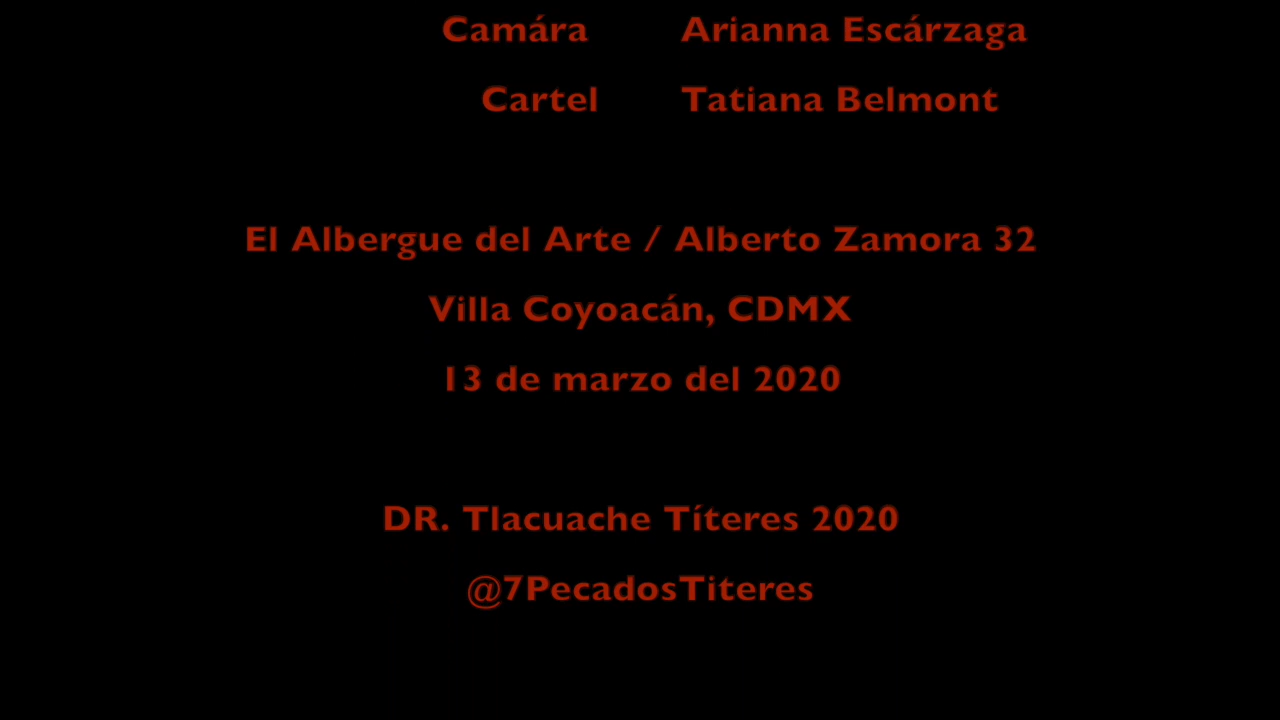 Camára Arianna Escárzaga
Cartel Tatiana Belmont
El Albergue del Arte / Alberto Zamora 32
Villa Coyoacán, CDMX
13 de marzo del 2020
DR. Tlacuache Títeres 2020
@7PecadosTiteres